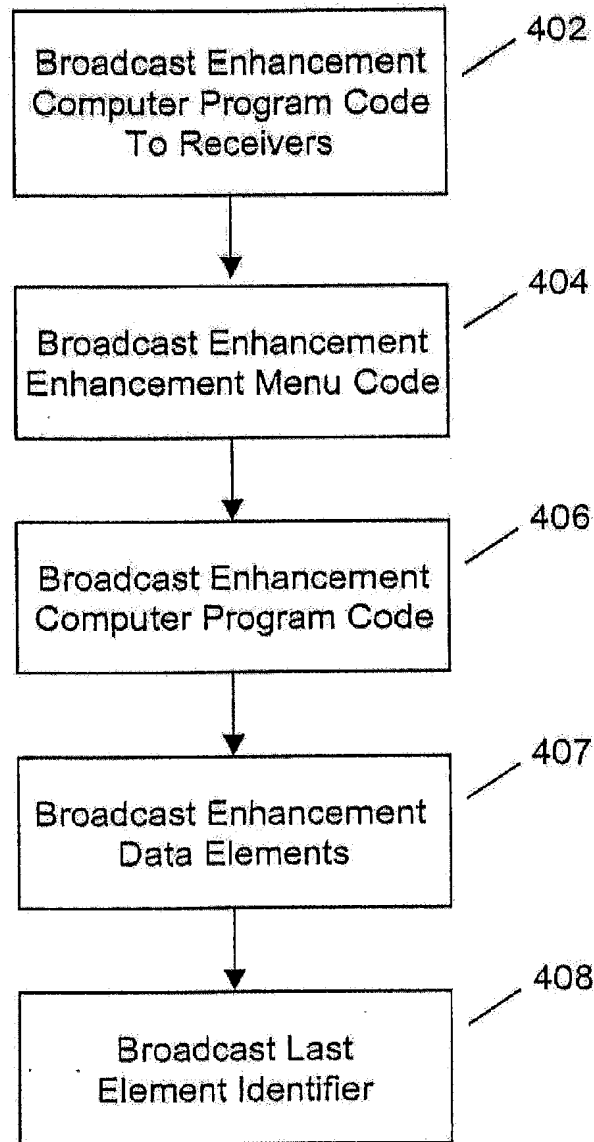 Broadcast Enhancement
Computer Program Code
To Receivers
402
Broadcast Enhancement
Enhancement Menu Code
404
Broadcast Enhancement
Computer Program Code
406
Broadcast Enhancement
Data Elements
407
Broadcast Last
Element Identifier
408